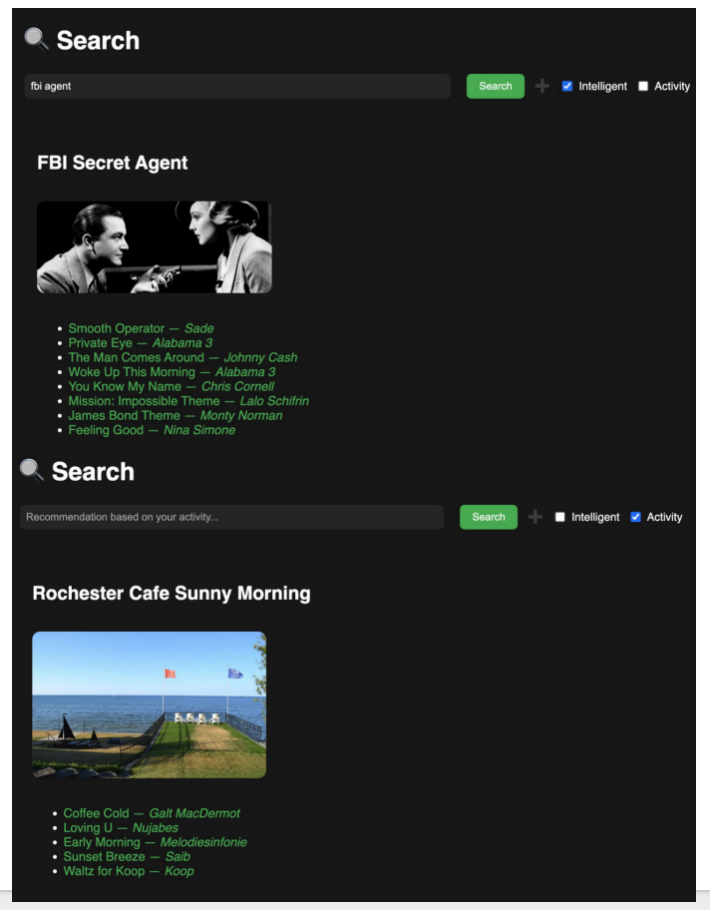 Search
fbi agent
Search
Intelligent
Activity
FBI Secret Agent
Smooth Operator — Sade
Private Eye — Alabama 3
The Man Comes Around — Johnny Cash
Woke Up This Morning — Alabama 3
You Know My Name — Chris Cornell
Mission: Impossible Theme — Lalo Schifrin
James Bond Theme — Monty Norman
Feeling Good — Nina Simone
Search
Recommendation based on your activity...
Search
Intelligent
Activity
Rochester Cafe Sunny Morning
Coffee Cold — Galt MacDermot
Loving U — Nujabes
Early Morning — Melodiesinfonie
Sunset Breeze — Saib
Waltz for Koop — Koop